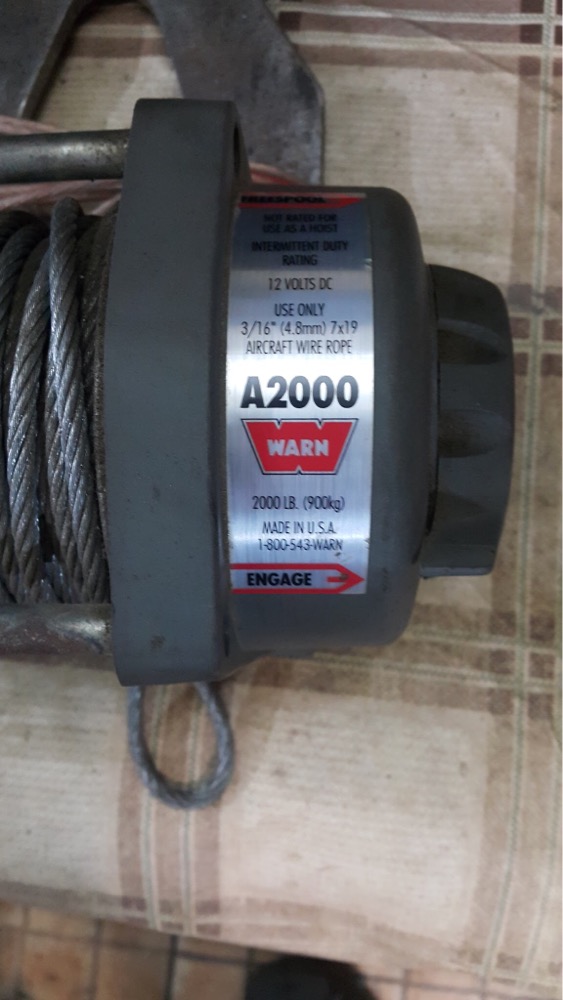 FREESPOOL
NOT RATED FOR
USE AS A HOIST
INTERMITTENT DUTY
RATING
12 VOLTS DC
USE ONLY
3/16" (4.8mm) 7x19
AIRCRAFT WIRE ROPE
A2000
WARN
2000 LB. (900kg)
MADE IN U.S.A.
1-800-543-WARN
ENGAGE